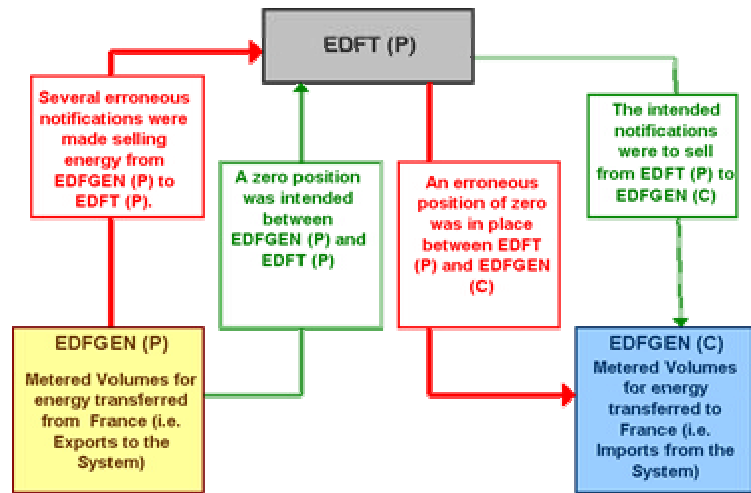 EDFT (P)
Several erroneous
notifications were
made selling
energy from
EDFGEN (P) to
EDFT (P).
A zero position
was intended
between
EDFGEN (P) and
EDFT (P)
An erroneous
position of zero
was in place
between EDFT
(P) and EDFGEN
(C)
The intended
notifications
were to sell
from EDFT (P) to
EDFGEN (C)
EDFGEN (P)
Metered Volumes for
energy transferred
from France (i.e.
Exports to the
System)
EDFGEN (C)
Metered Volumes
for energy
transferred to
France (i.e.
Imports from the
System)